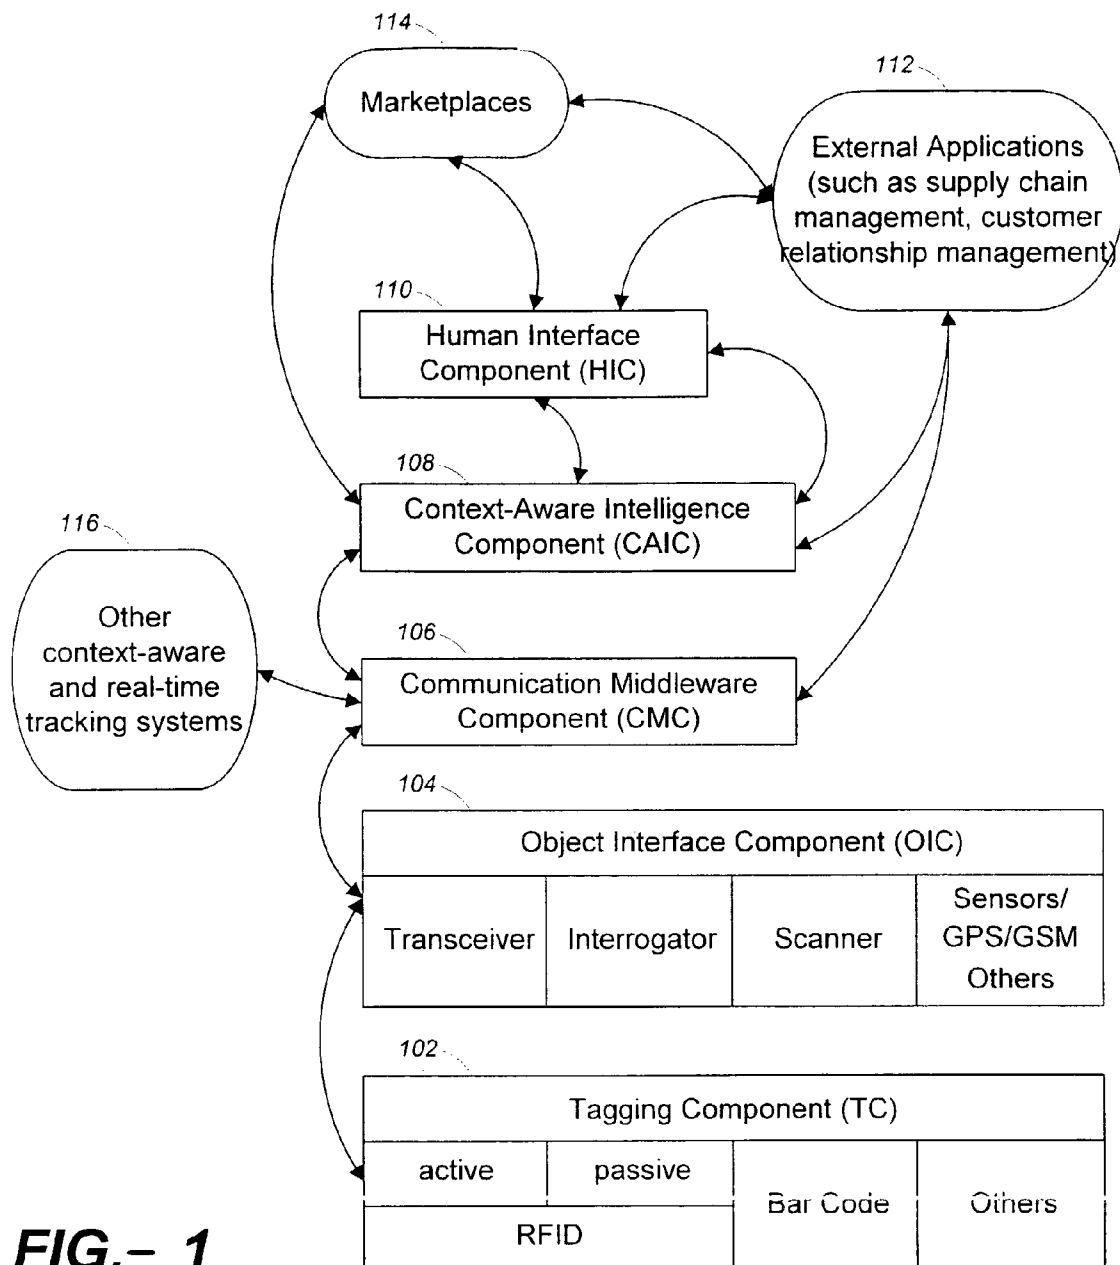 114
Marketplaces
112
External Applications
(such as supply chain
management, customer
relationship management)
110
Human Interface
Component (HIC)
108
Context-Aware Intelligence
Component (CAIC)
116
Other
context-aware
and real-time
tracking systems
106
Communication Middleware
Component (CMC)
104
Object Interface Component (OIC)
Transceiver
Interrogator
Scanner
Sensors/
GPS/GSM
Others
102
Tagging Component (TC)
active
passive
RFID
Bar Code
Others
FIG.– 1